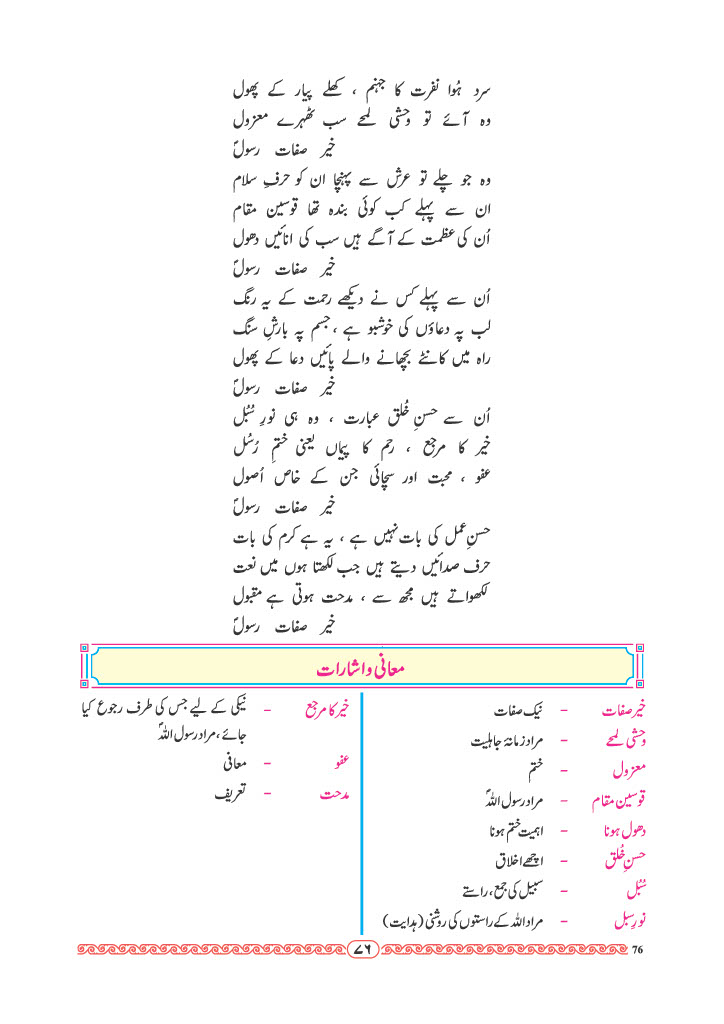 سرد ہُوا نفرت کا جہنم ، کھلے پیار کے پھول
وہ آئے تو وحشی لمحے سب ٹھہرے معزول
خیر صفات رسولؐ
وہ جو چلے تو عرش سے پہنچا ان کو حرفِ سلام
ان سے پہلے کب کوئی بندہ تھا قوسین مقام
اُن کی عظمت کے آگے ہیں سب کی انائیں دھول
خیر صفات رسولؐ
اُن سے پہلے کس نے دیکھے رحمت کے یہ رنگ
لب پہ دعاؤں کی خوشبو ہے ، جسم پہ بارشِ سنگ
راہ میں کانٹے بچھانے والے پائیں دعا کے پھول
خیر صفات رسولؐ
اُن سے حسنِ خُلق عبارت ، وہ ہی نورِ سُبُل
خیر کا مرجع ، رحم کا پیماں یعنی ختمِ رُسُل
عفو ، محبت اور سچائی جن کے خاص اُصول
خیر صفات رسولؐ
حسنِ عمل کی بات نہیں ہے ، یہ ہے کرم کی بات
حرف صدائیں دیتے ہیں جب لکھتا ہوں میں نعت
لکھواتے ہیں مجھ سے ، مدحت ہوتی ہے مقبول
خیر صفات رسولؐ
معانی و اشارات
خیر صفات - نیک صفات
وحشی لمحے - مراد زمانۂ جاہلیت
معزول - ختم
قوسین مقام - مراد رسول اللہؐ
دھول ہونا - اہمیت ختم ہونا
حسنِ خُلق - اچھے اخلاق
سُبُل - سبیل کی جمع، راستے
نورِ سبل - مراد اللہ کے راستوں کی روشنی (ہدایت)
خیر کا مرجع - نیکی کے لیے جس کی طرف رجوع کیا
جائے، مراد رسول اللہؐ
عفو - معافی
مدحت - تعریف
۷۶
76